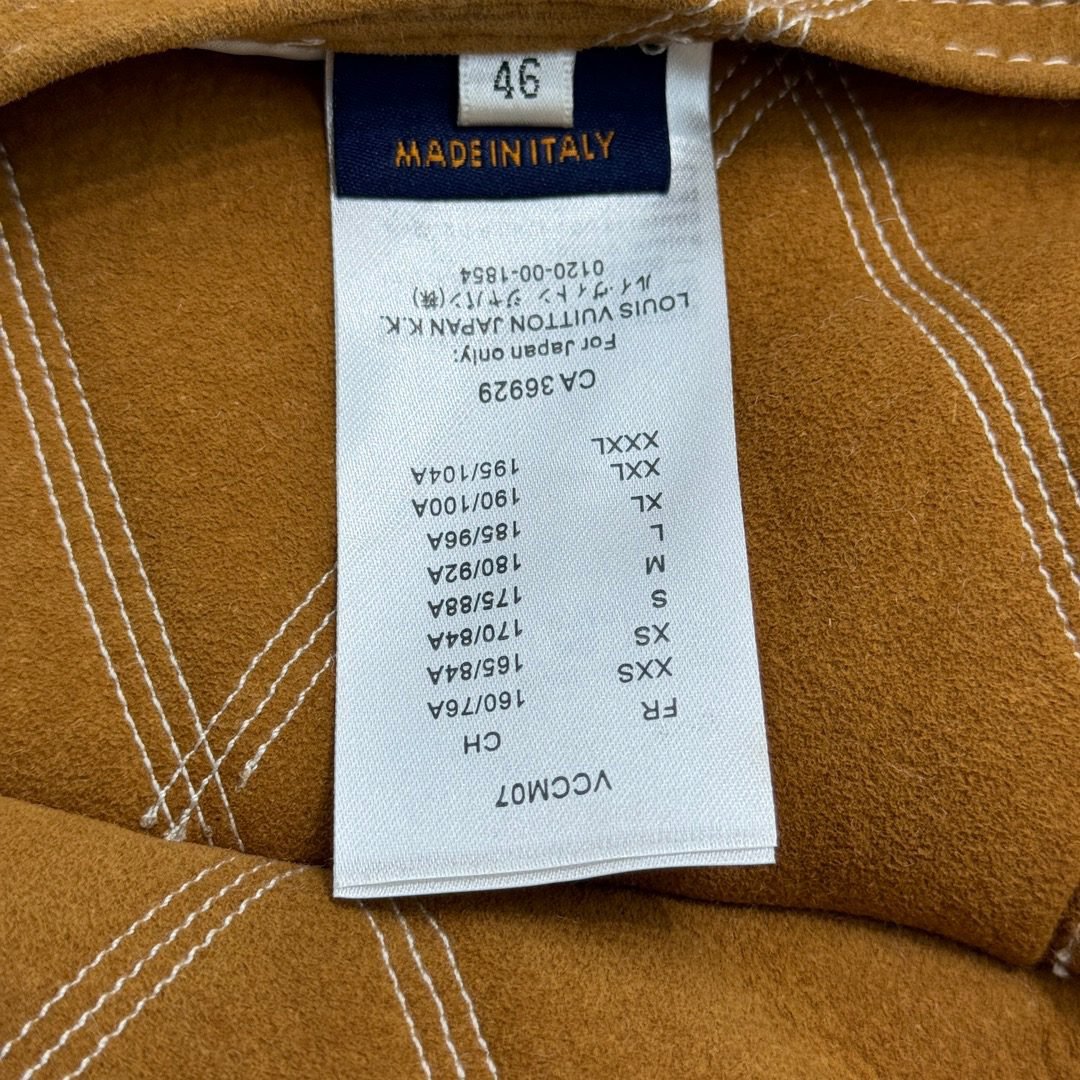 46
MADE IN ITALY
VCCM07
CH
FR 160/76A
XXS 165/84A
XS 170/84A
S 175/88A
M 180/92A
L 185/96A
XL 190/100A
XXL 195/104A
XXXL
CA 36929
For Japan only:
LOUIS VUITTON JAPAN K.K.
ルイ・ヴィトン ジャパン(株)
0120-00-1854